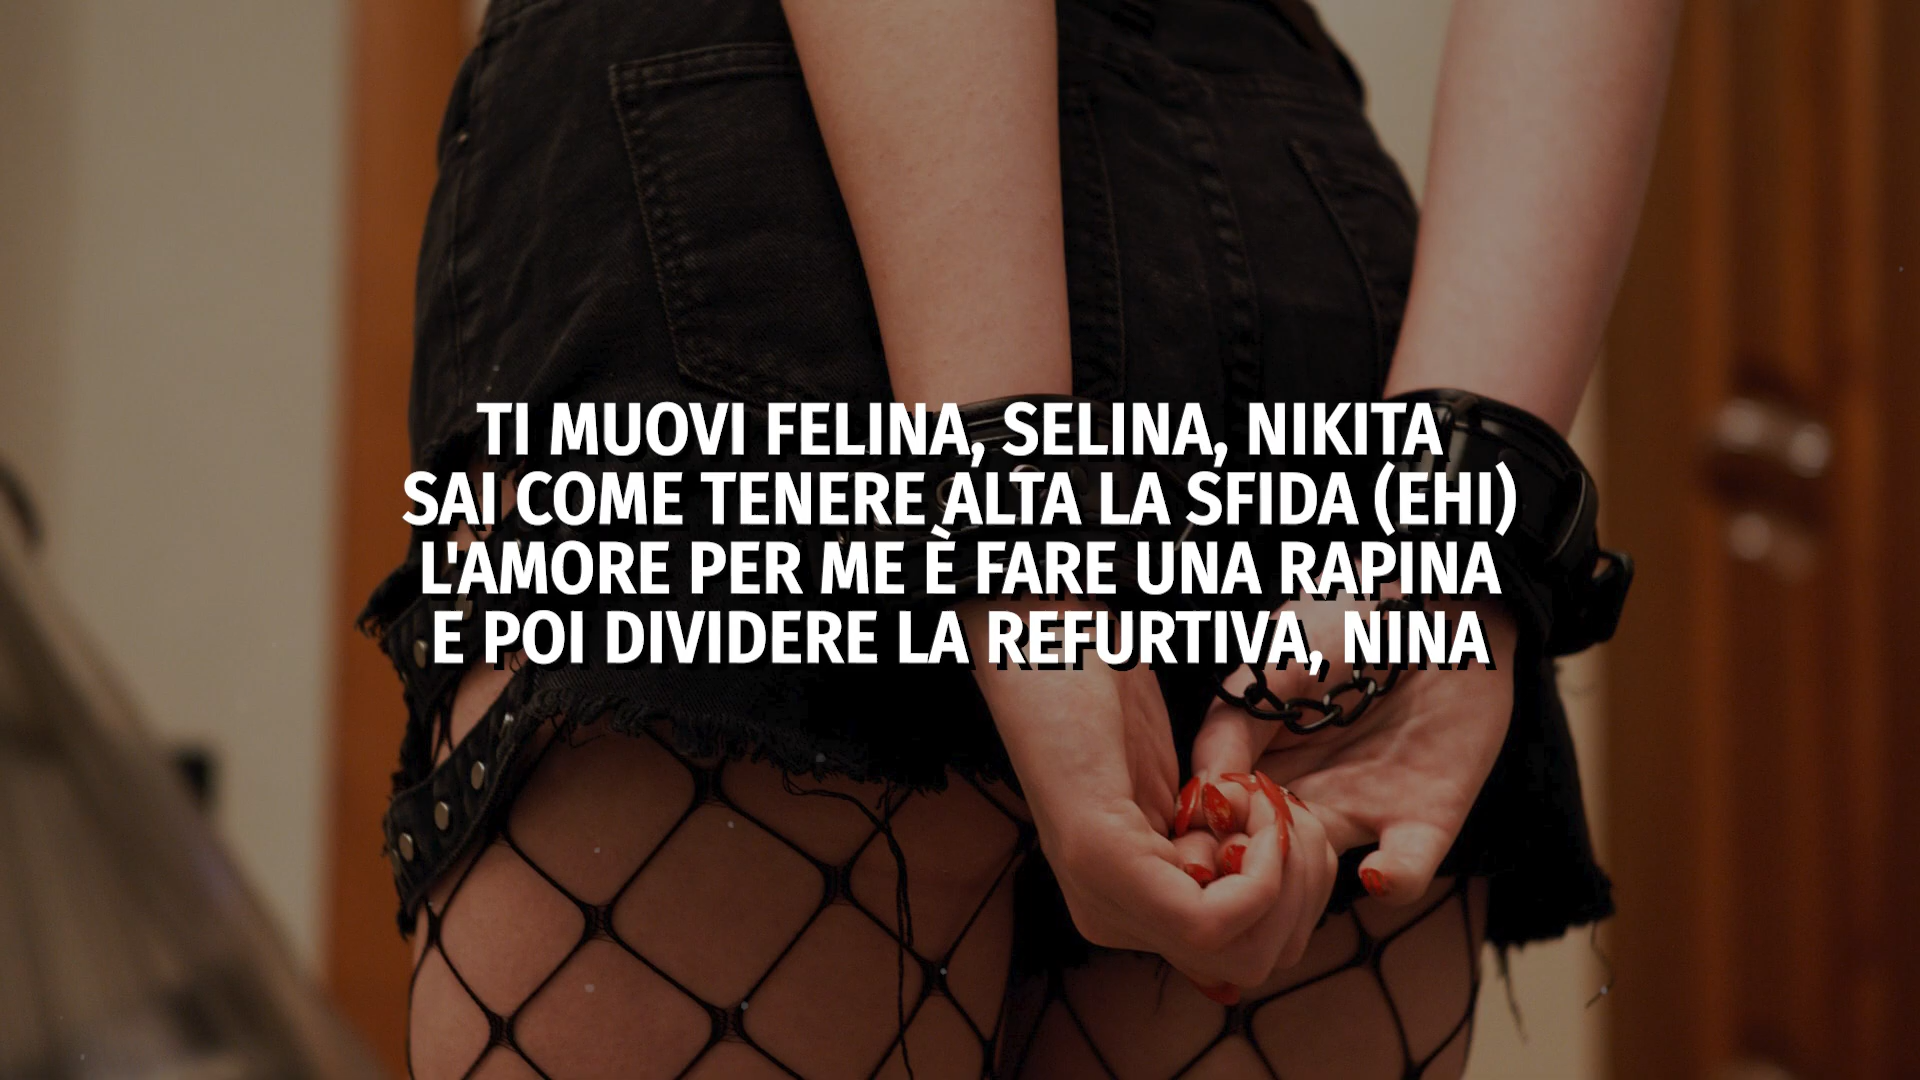 TI MUOVI FELINA, SELINA, NIKITA
SAI COME TENERE ALTA LA SFIDA (EHI)
L'AMORE PER ME È FARE UNA RAPINA
E POI DIVIDERE LA REFURTIVA, NINA